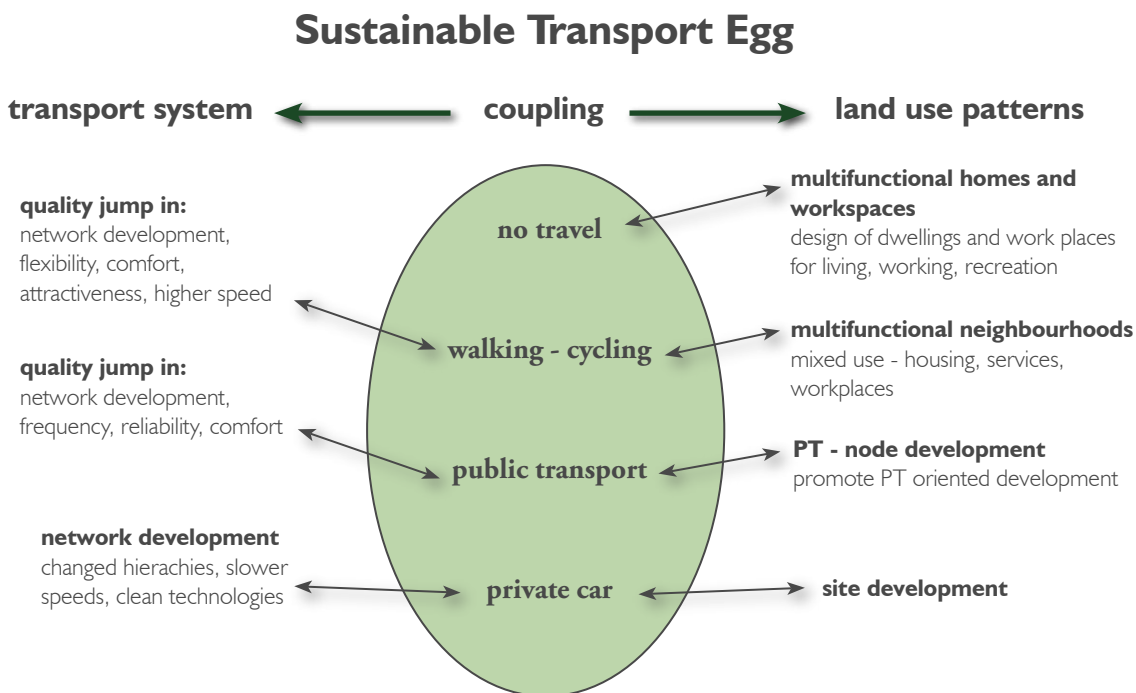 Sustainable Transport Egg
transport system
coupling
land use patterns
quality jump in:
network development,
flexibility, comfort,
attractiveness, higher speed
quality jump in:
network development,
frequency, reliability, comfort
network development
changed hierachies, slower
speeds, clean technologies
no travel
walking - cycling
public transport
private car
multifunctional homes and
workspaces
design of dwellings and work places
for living, working, recreation
multifunctional neighbourhoods
mixed use - housing, services,
workplaces
PT - node development
promote PT oriented development
site development